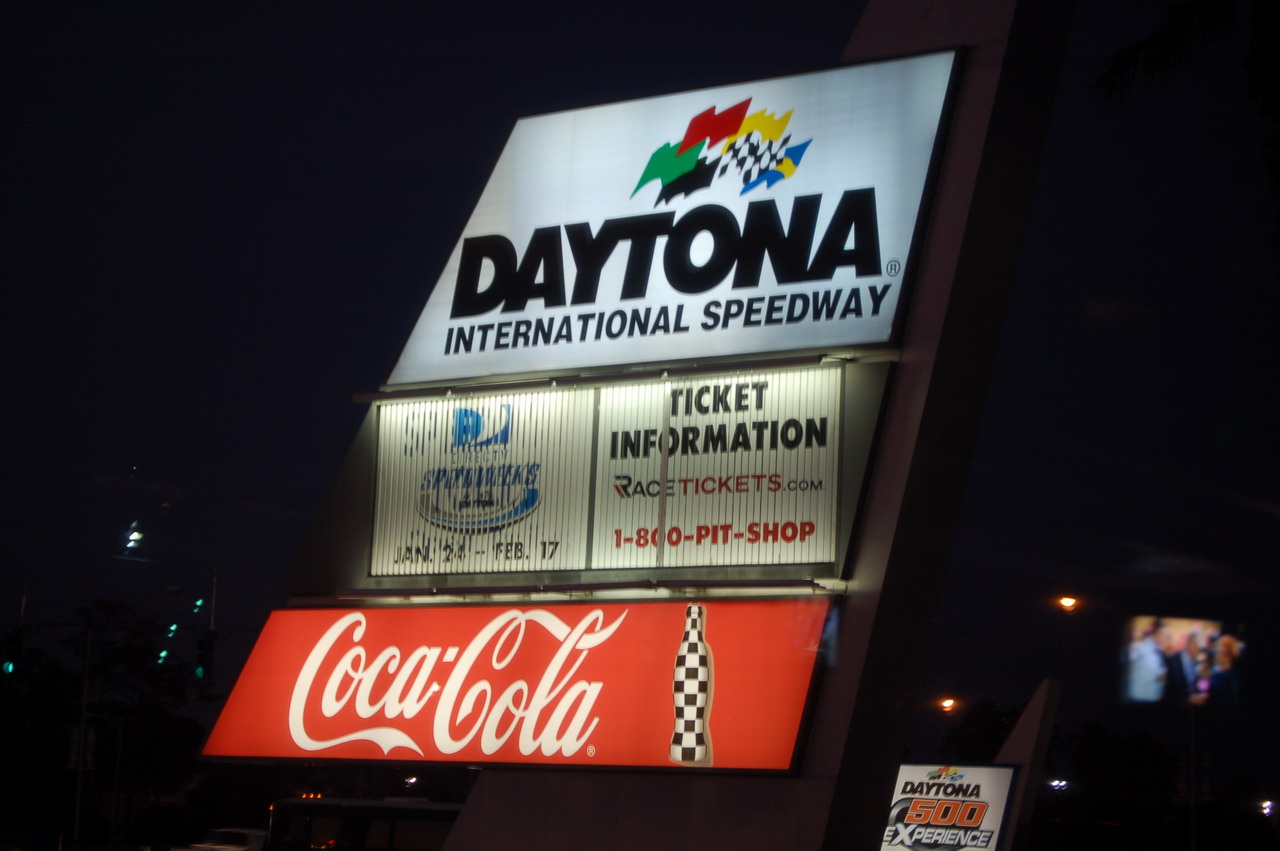 DAYTONA®
INTERNATIONAL SPEEDWAY
DIRECTV
SPEEDWEEKS
JAN. 24 - FEB. 17
TICKET
INFORMATION
RACETICKETS.COM
1-800-PIT-SHOP
Coca-Cola®
DAYTONA
500
EXPERIENCE